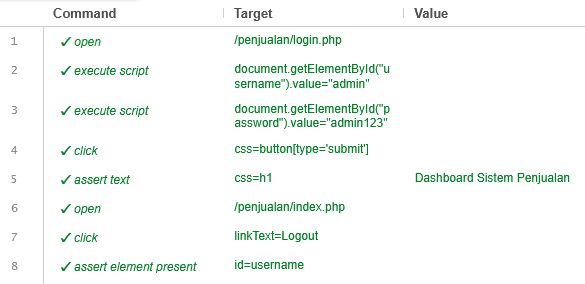 Command Target Value
1 ✓ open /penjualan/login.php
2 ✓ execute script document.getElementById("u
sername").value="admin"
3 ✓ execute script document.getElementById("p
assword").value="admin123"
4 ✓ click css=button[type='submit']
5 ✓ assert text css=h1 Dashboard Sistem Penjualan
6 ✓ open /penjualan/index.php
7 ✓ click linkText=Logout
8 ✓ assert element present id=username